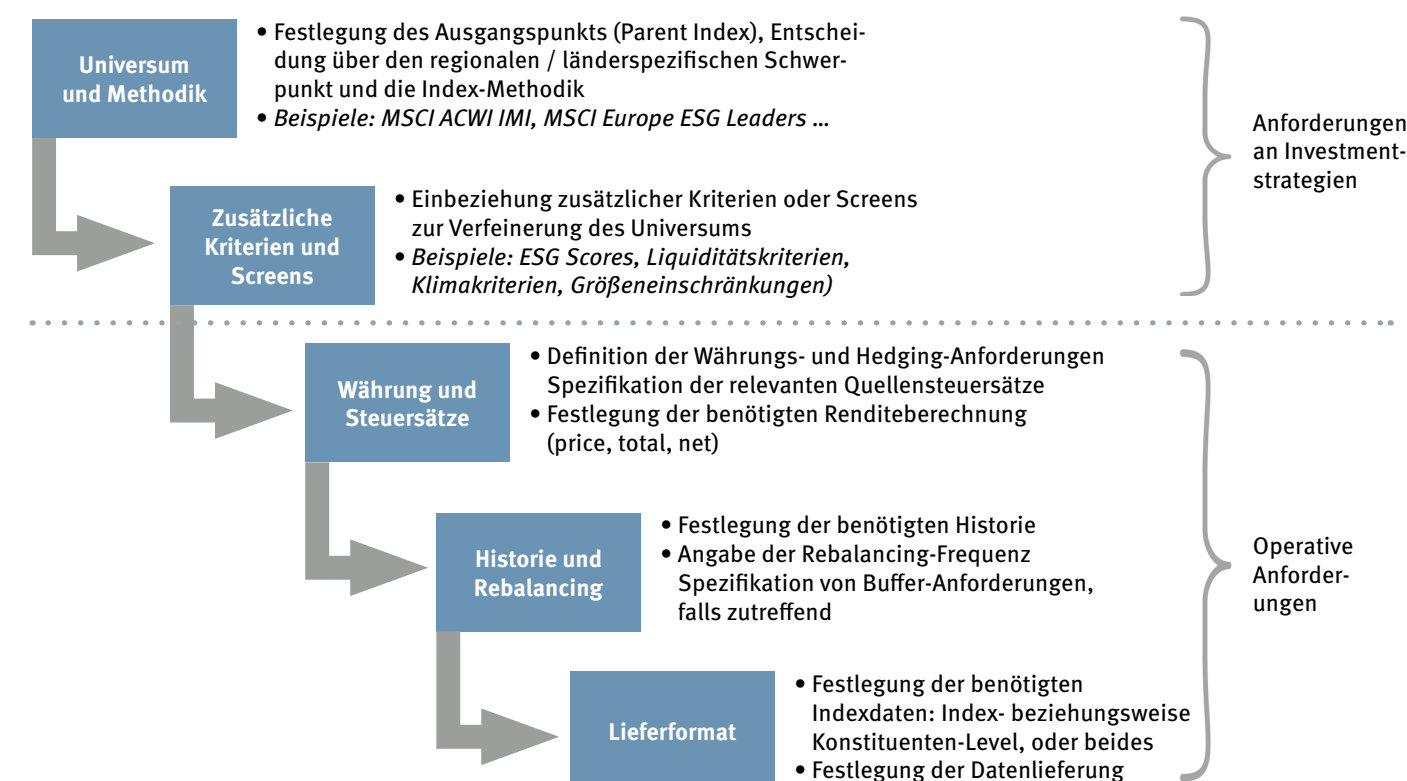 Universum
und Methodik
• Festlegung des Ausgangspunkts (Parent Index), Entschei-
dung über den regionalen / länderspezifischen Schwer-
punkt und die Index-Methodik
• Beispiele: MSCI ACWI IMI, MSCI Europe ESG Leaders ...
Anforderungen
an Investment-
strategien
Zusätzliche
Kriterien und
Screens
• Einbeziehung zusätzlicher Kriterien oder Screens
zur Verfeinerung des Universums
• Beispiele: ESG Scores, Liquiditätskriterien,
Klimakriterien, Größeneinschränkungen)
Währung und
Steuersätze
• Definition der Währungs- und Hedging-Anforderungen
Spezifikation der relevanten Quellensteuersätze
• Festlegung der benötigten Renditeberechnung
(price, total, net)
Historie und
Rebalancing
• Festlegung der benötigten Historie
• Angabe der Rebalancing-Frequenz
Spezifikation von Buffer-Anforderungen,
falls zutreffend
Operative
Anforder-
ungen
Lieferformat
• Festlegung der benötigten
Indexdaten: Index- beziehungsweise
Konstituenten-Level, oder beides
• Festlegung der Datenlieferung